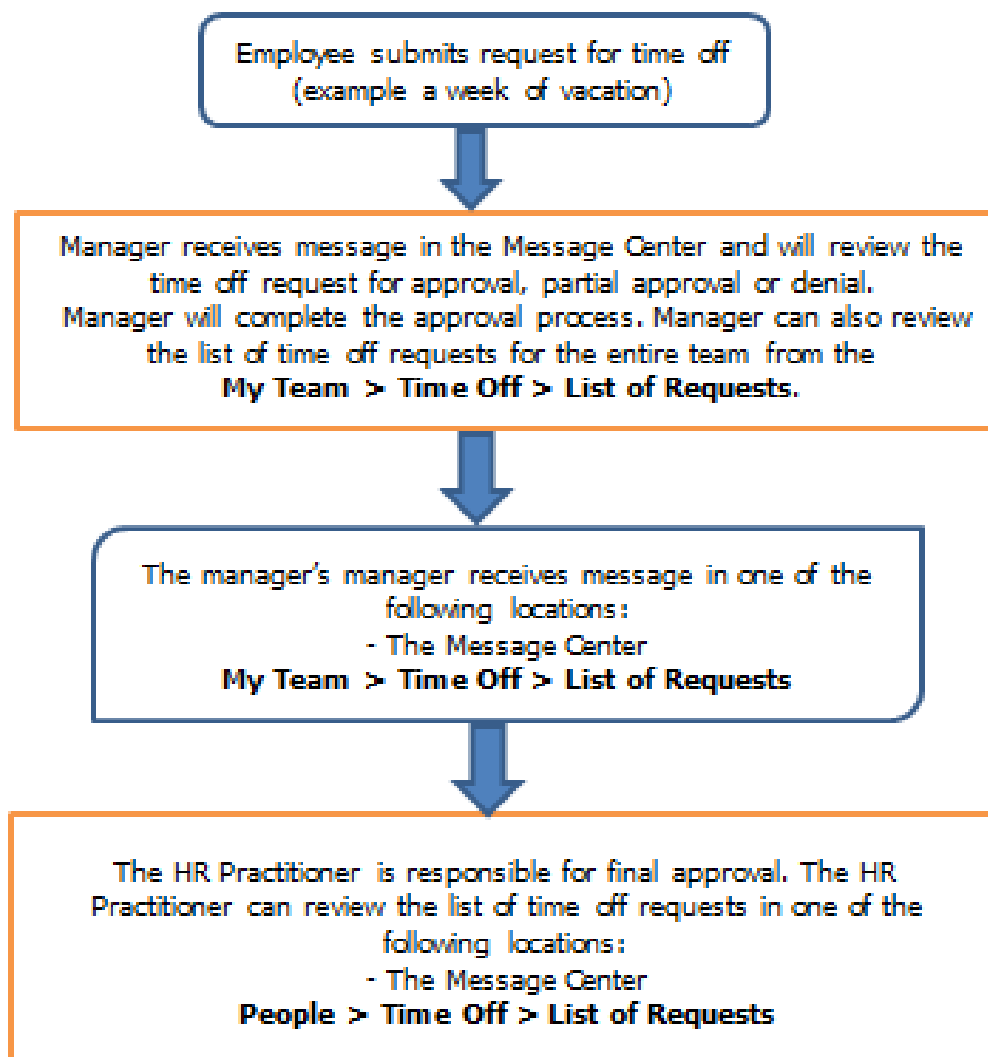 Employee submits request for time off
(example a week of vacation)
Manager receives message in the Message Center and will review the
time off request for approval, partial approval or denial.
Manager will complete the approval process. Manager can also review
the list of time off requests for the entire team from the
My Team > Time Off > List of Requests.
The manager’s manager receives message in one of the
following locations:
- The Message Center
My Team > Time Off > List of Requests
The HR Practitioner is responsible for final approval. The HR
Practitioner can review the list of time off requests in one of the
following locations:
- The Message Center
People > Time Off > List of Requests